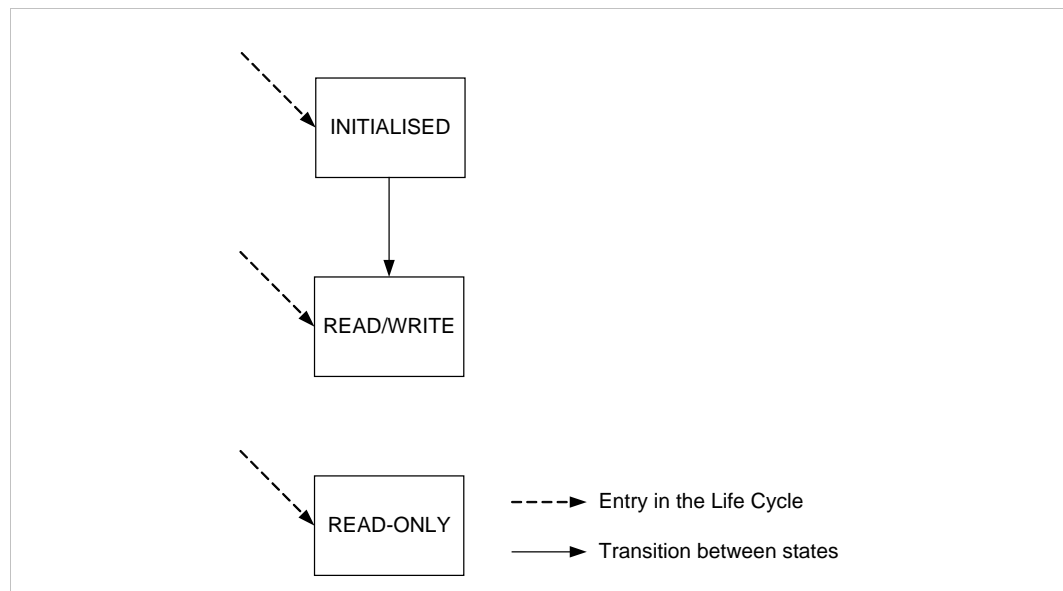 INITIALISED
READ/WRITE
READ-ONLY
Entry in the Life Cycle
Transition between states